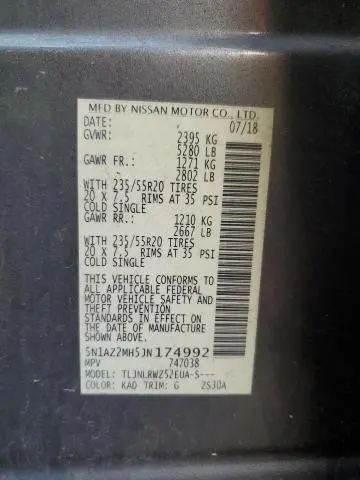 MFD BY NISSAN MOTOR CO., LTD.
DATE: 07/18
GVWR: 2395 KG
5280 LB
GAWR FR.: 1271 KG
2802 LB
WITH 235/55R20 TIRES
20 X 7.5 RIMS AT 35 PSI
COLD SINGLE
GAWR RR.: 1210 KG
2667 LB
WITH 235/55R20 TIRES
20 X 7.5 RIMS AT 35 PSI
COLD SINGLE
THIS VEHICLE CONFORMS TO
ALL APPLICABLE U.S. FEDERAL
MOTOR VEHICLE SAFETY
AND THEFT PREVENTION
STANDARDS IN EFFECT ON
THE DATE OF MANUFACTURE
SHOWN ABOVE.
5N1AZ2MH5JN174992
MPV 747038
MODEL: TLJNLRWZ52EUA-S---
COLOR: KAD TRIM: G 2S30A